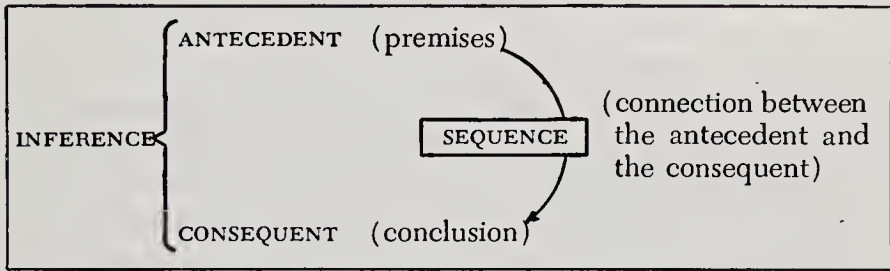 ANTECEDENT (premises)
INFERENCE
SEQUENCE
(connection between
the antecedent and
the consequent)
CONSEQUENT (conclusion)